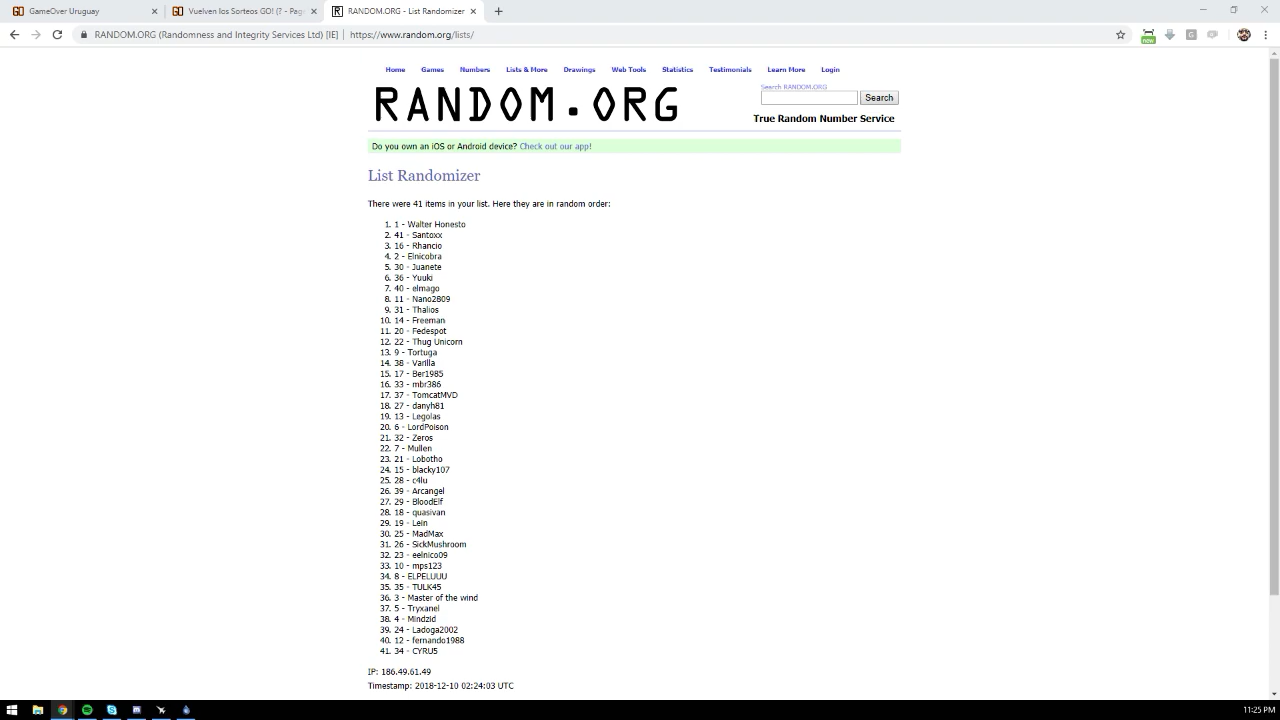 GameOver Uruguay
Vuelven los Sorteos GO! (? - Pag
RANDOM.ORG - List Randomizer
RANDOM.ORG (Randomness and Integrity Services Ltd) [IE] | https://www.random.org/lists/
new
Home Games Numbers Lists & More Drawings Web Tools Statistics Testimonials Learn More Login
RANDOM.ORG
Search RANDOM.ORG
Search
True Random Number Service
Do you own an iOS or Android device? Check out our app!
List Randomizer
There were 41 items in your list. Here they are in random order:
1. 1 - Walter Honesto
2. 41 - Santoxx
3. 16 - Rhancio
4. 2 - Elnicobra
5. 30 - Juanete
6. 36 - Yuuki
7. 40 - elmago
8. 11 - Nano2809
9. 31 - Thalios
10. 14 - Freeman
11. 20 - Fedespot
12. 22 - Thug Unicorn
13. 9 - Tortuga
14. 38 - Varilla
15. 17 - Ber1985
16. 33 - mbr386
17. 37 - TomcatMVD
18. 27 - danyh81
19. 13 - Legolas
20. 6 - LordPoison
21. 32 - Zeros
22. 7 - Mullen
23. 21 - Lobotho
24. 15 - blacky107
25. 28 - c4lu
26. 39 - Arcangel
27. 29 - BloodElf
28. 18 - quasivan
29. 19 - Lein
30. 25 - MadMax
31. 26 - SickMushroom
32. 23 - eelnico09
33. 10 - mps123
34. 8 - ELPELUUU
35. 35 - TULK45
36. 3 - Master of the wind
37. 5 - Tryxanel
38. 4 - Mindzid
39. 24 - Ladoga2002
40. 12 - fernando1988
41. 34 - CYRU5
IP: 186.49.61.49
Timestamp: 2018-12-10 02:24:03 UTC
11:25 PM